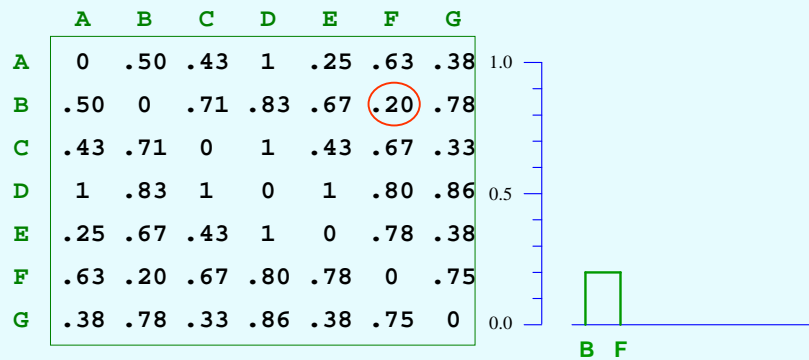 A B C D E F G
A 0 .50 .43 1 .25 .63 .38 1.0
B .50 0 .71 .83 .67 .20 .78
C .43 .71 0 1 .43 .67 .33
D 1 .83 1 0 1 .80 .86 0.5
E .25 .67 .43 1 0 .78 .38
F .63 .20 .67 .80 .78 0 .75
G .38 .78 .33 .86 .38 .75 0 0.0
B F